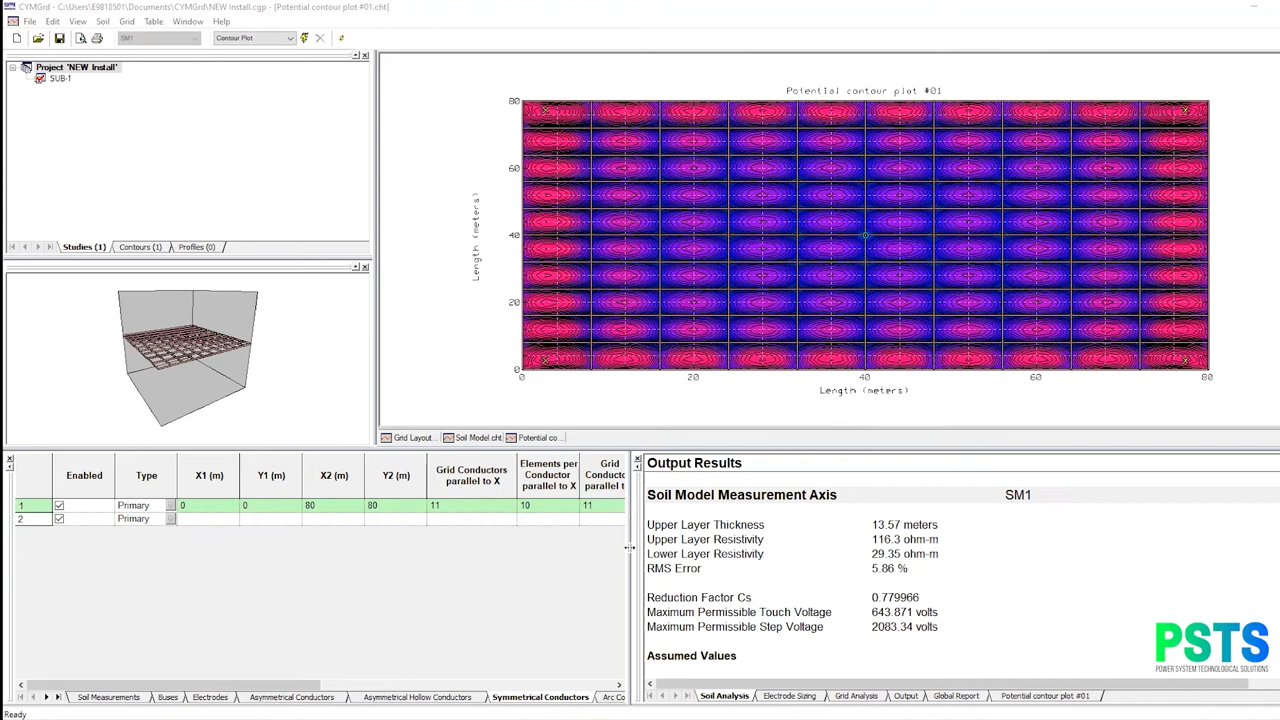 CYMGrd - C:\Users\E9818501\Documents\CYMGrd\NEW Install.cgp - [Potential contour plot #01.cht]
File Edit View Soil Grid Table Window Help
SM1 Contour Plot
Project 'NEW Install'
SUB-1
Studies (1) Contours (1) Profiles (0)
Potential contour plot #01
80
60
40
20
0
Length (meters)
0 20 40 60 80
Length (meters)
Grid Layout... Soil Model.cht Potential co...
Enabled Type X1 (m) Y1 (m) X2 (m) Y2 (m) Grid Conductors parallel to X Elements per Conductor parallel to X Grid Conducto parallel t
1 Primary 0 0 80 80 11 10 11
2 Primary
Soil Measurements Buses Electrodes Asymmetrical Conductors Asymmetrical Hollow Conductors Symmetrical Conductors Arc Co
Output Results
Soil Model Measurement Axis SM1
Upper Layer Thickness 13.57 meters
Upper Layer Resistivity 116.3 ohm-m
Lower Layer Resistivity 29.35 ohm-m
RMS Error 5.86 %
Reduction Factor Cs 0.779966
Maximum Permissible Touch Voltage 643.871 volts
Maximum Permissible Step Voltage 2083.34 volts
Assumed Values
PSTS
POWER SYSTEM TECHNOLOGICAL SOLUTIONS
Soil Analysis Electrode Sizing Grid Analysis Output Global Report Potential contour plot #01
Ready